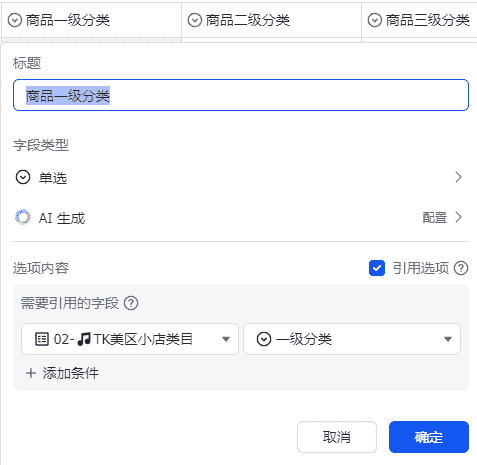 商品一级分类 商品二级分类 商品三级分类
标题
商品一级分类
字段类型
单选
AI 生成 配置
选项内容 引用选项
需要引用的字段
02-🎵TK美区小店类目 一级分类
+ 添加条件
取消 确定